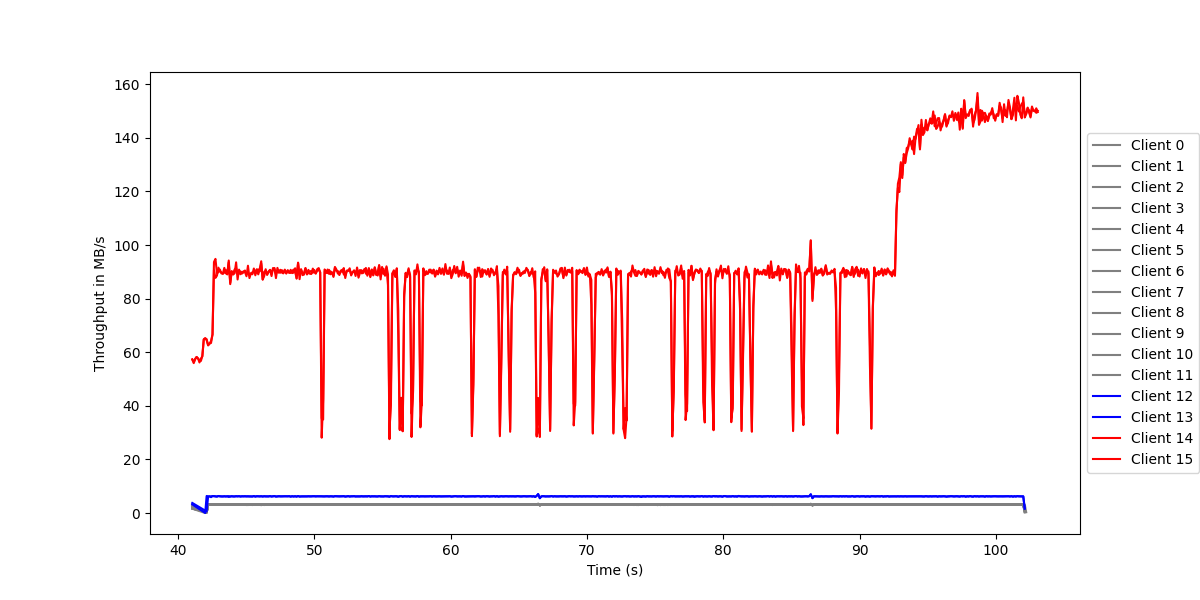 160
140
120
100
80
60
40
20
0
Throughput in MB/s
40 50 60 70 80 90 100
Time (s)
Client 0
Client 1
Client 2
Client 3
Client 4
Client 5
Client 6
Client 7
Client 8
Client 9
Client 10
Client 11
Client 12
Client 13
Client 14
Client 15